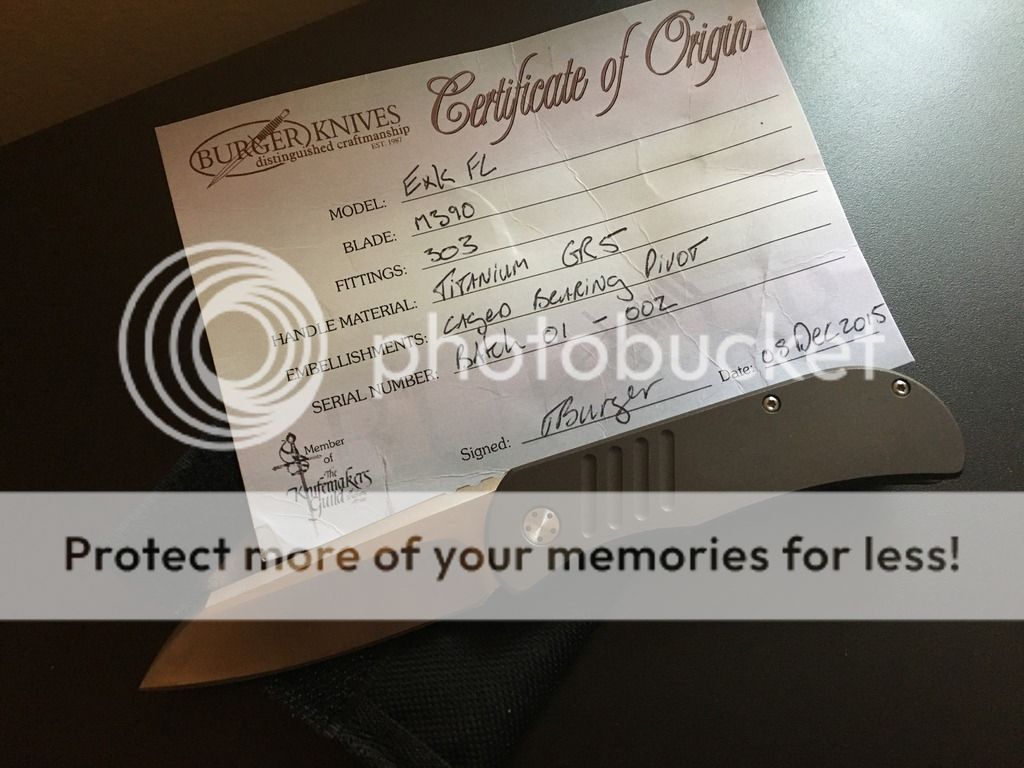 Certificate of Origin
BURGER KNIVES
distinguished craftmanship
EST. 1987
MODEL: EXK FL
BLADE: M390
FITTINGS: 303
HANDLE MATERIAL: TITANIUM GR5
EMBELLISHMENTS: CAGED BEARING PIVOT
SERIAL NUMBER: BATCH 01 - 002
Signed: Burger Date: 08 Dec 2015
Member
of
The
Knifemakers
Guild
photobucket
Protect more of your memories for less!